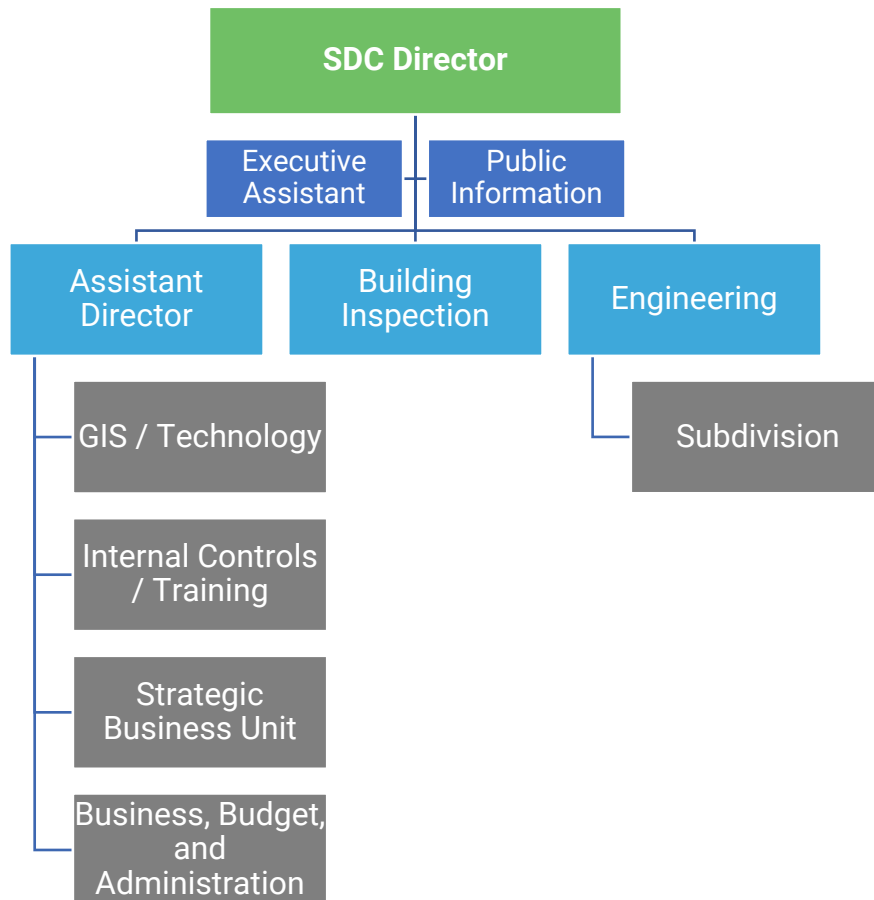 SDC Director
Executive
Assistant
Public
Information
Assistant
Director
Building
Inspection
Engineering
GIS / Technology
Internal Controls
/ Training
Strategic
Business Unit
Business, Budget,
and
Administration
Subdivision